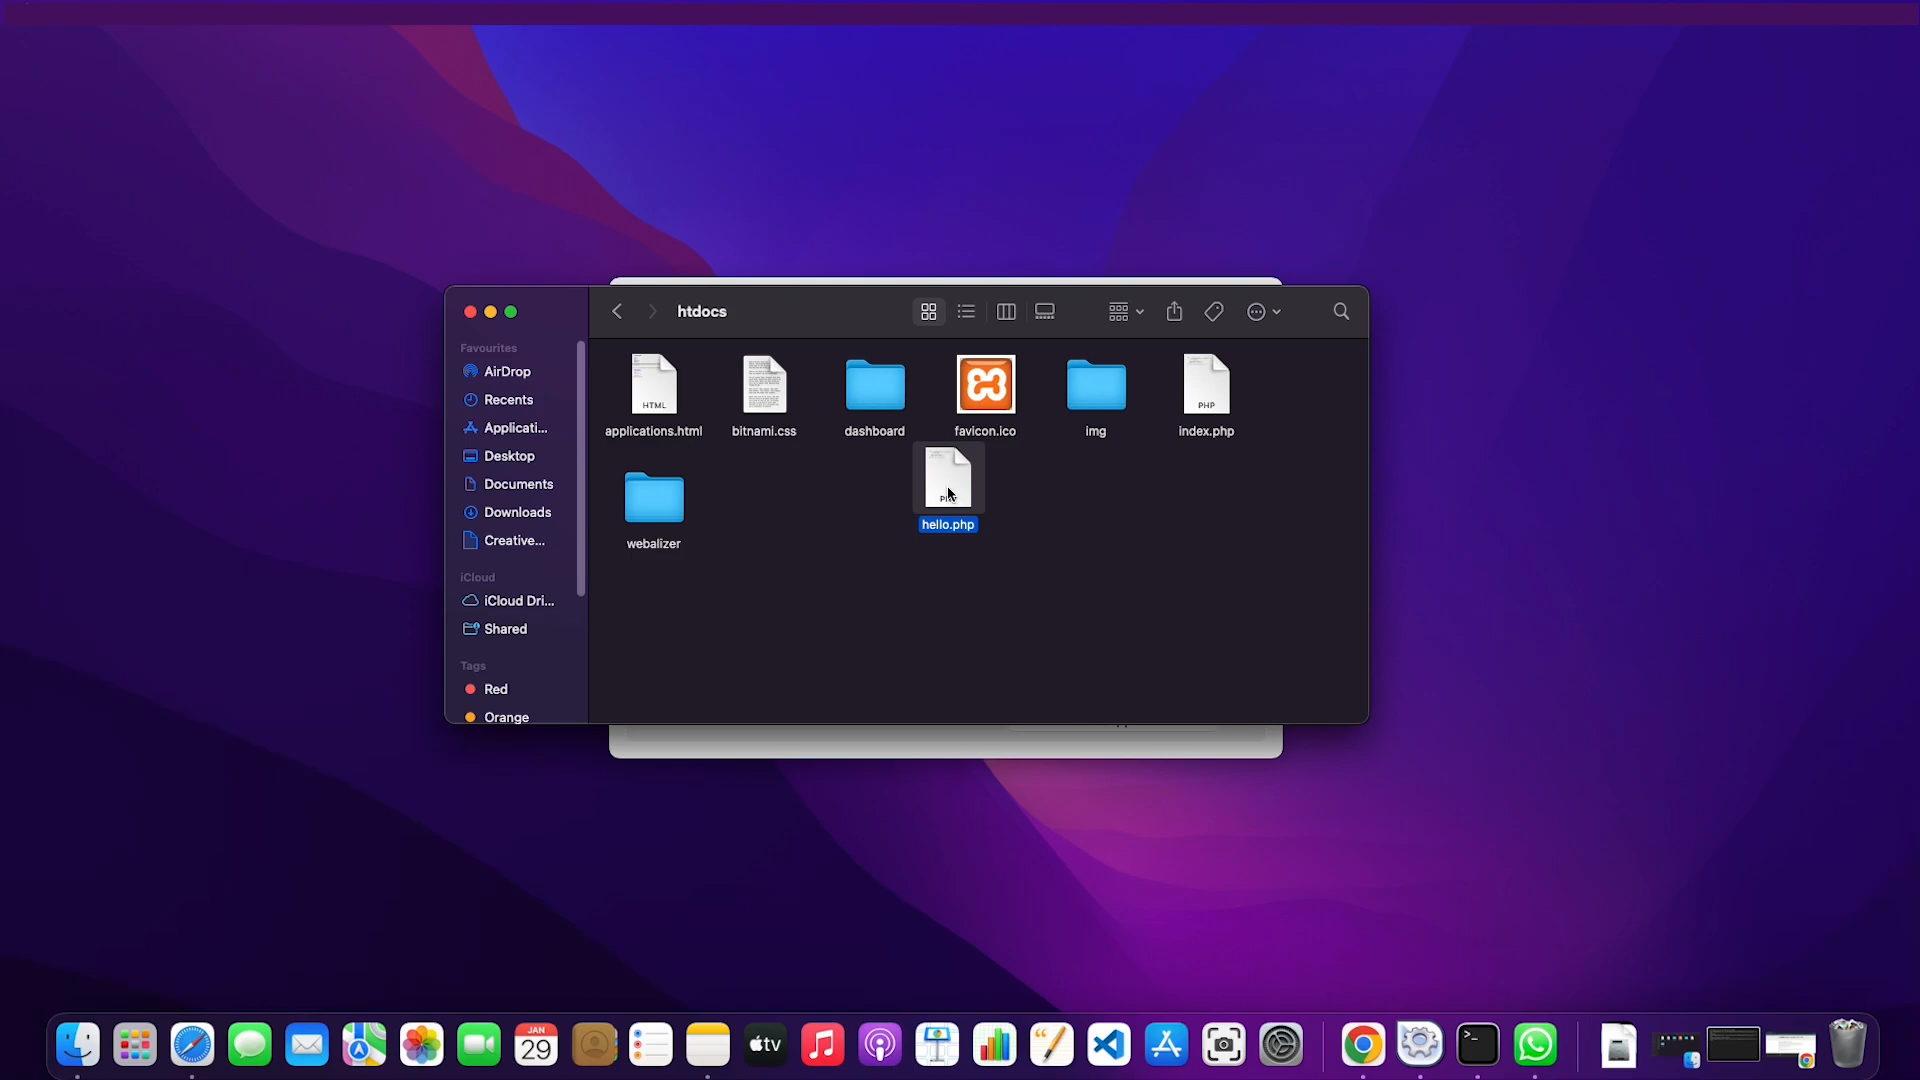 htdocs
Favourites
AirDrop
Recents
Applicati...
Desktop
Documents
Downloads
Creative...
iCloud
iCloud Dri...
Shared
Tags
Red
Orange
HTML
PHP
applications.html
bitnami.css
dashboard
favicon.ico
img
index.php
hello.php
webalizer
JAN
29
tv
>_